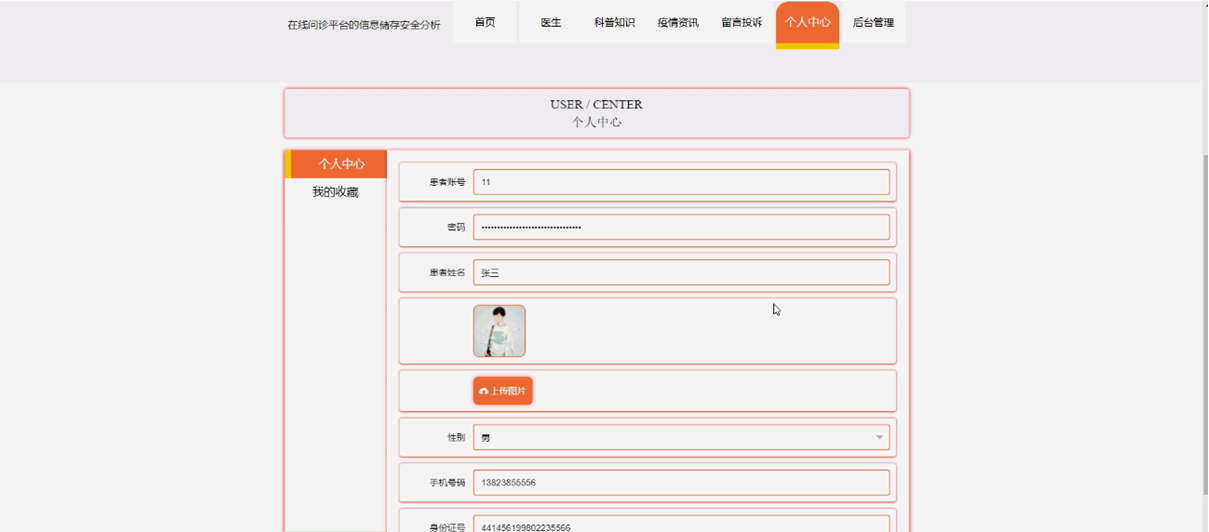 在线问诊平台的信息储存安全分析 首页 医生 科普知识 疫情资讯 留言投诉 个人中心 后台管理
USER / CENTER
个人中心
个人中心
我的收藏
患者账号 11
密码 ••••••••••••••••••••••••••••••••
患者姓名 张三
上传图片
性别 男
手机号码 13823855556
身份证号 441456199802235566